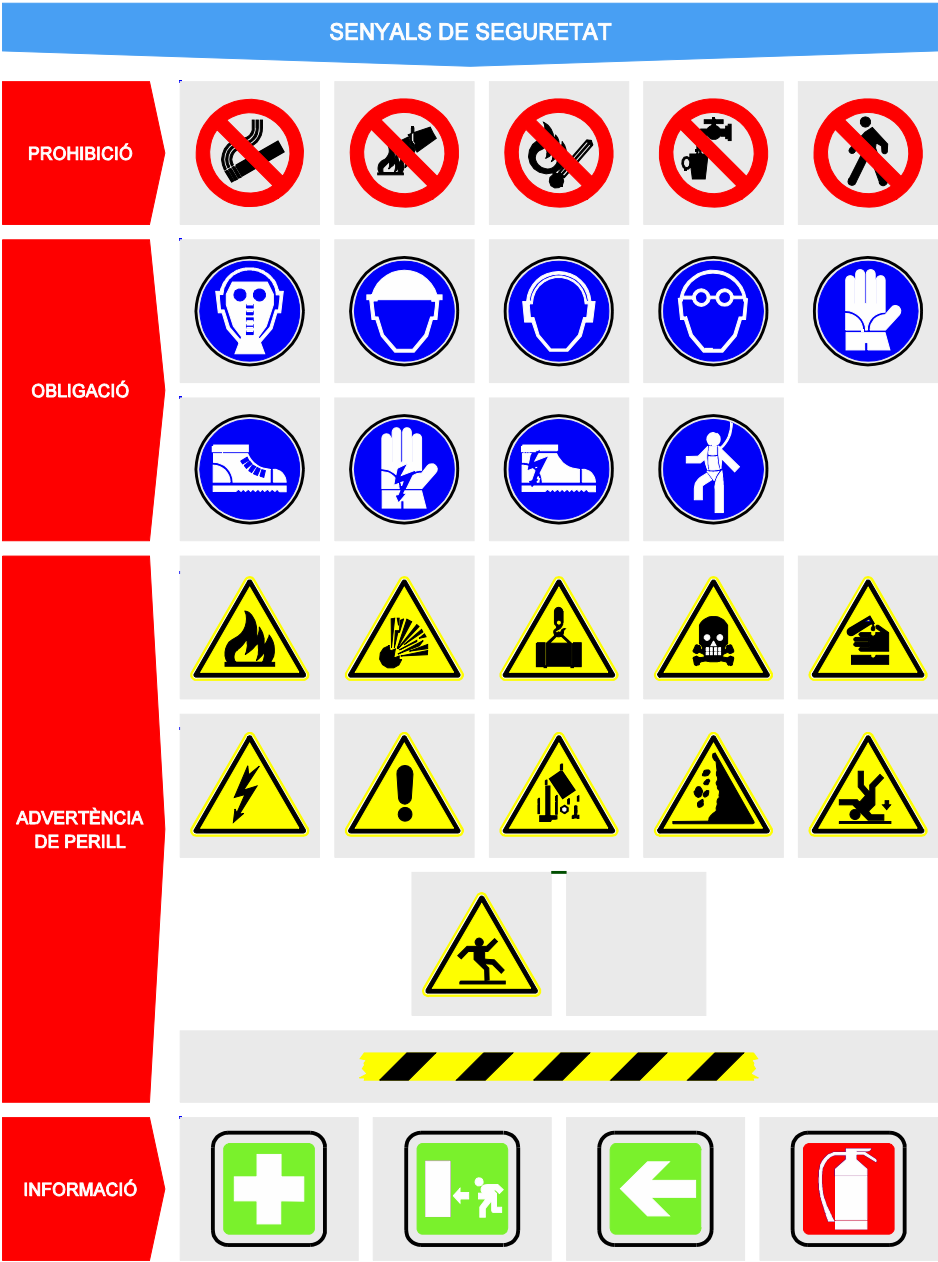 SENYALS DE SEGURETAT
PROHIBICIÓ
OBLIGACIÓ
ADVERTÈNCIA
DE PERILL
INFORMACIÓ